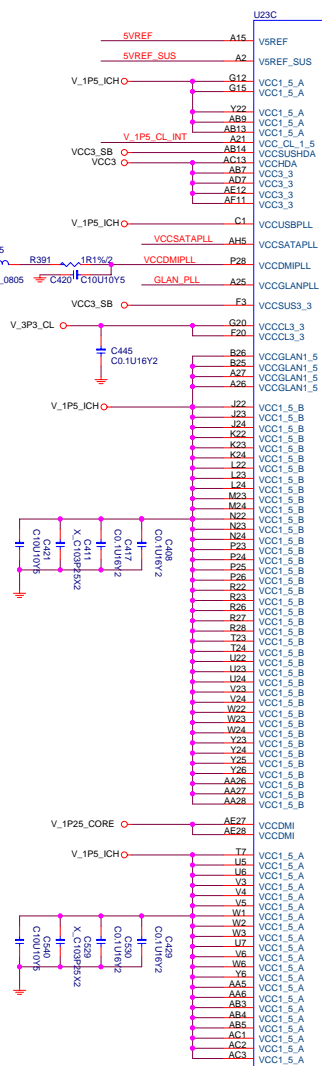 U23C
5VREF A15 V5REF
5VREF_SUS A2 V5REF_SUS
V_1P5_ICH G12 VCC1_5_A
G15 VCC1_5_A
Y22 VCC1_5_A
AB9 VCC1_5_A
AB13 VCC1_5_A
V_1P5_CL_INT A21 VCC_CL_1_5
VCC3_SB AB14 VCCSUSHDA
VCC3 AC13 VCCHDA
AB7 VCC3_3
AD7 VCC3_3
AE12 VCC3_3
AF11 VCC3_3
V_1P5_ICH C1 VCCUSBPLL
VCCSATAPLL AH5 VCCSATAPLL
5 R391 1R1%/2 VCCDMIPLL P28 VCCDMIPLL
_0805 C420 C10U10Y5
GLAN_PLL A25 VCCGLANPLL
VCC3_SB F3 VCCSUS3_3
V_3P3_CL G20 VCCCL3_3
F20 VCCCL3_3
C445
C0.1U16Y2
B26 VCCGLAN1_5
B25 VCCGLAN1_5
A27 VCCGLAN1_5
A26 VCCGLAN1_5
V_1P5_ICH J22 VCC1_5_B
J23 VCC1_5_B
J24 VCC1_5_B
K22 VCC1_5_B
K23 VCC1_5_B
K24 VCC1_5_B
L22 VCC1_5_B
L23 VCC1_5_B
L24 VCC1_5_B
M23 VCC1_5_B
M24 VCC1_5_B
N22 VCC1_5_B
N23 VCC1_5_B
N24 VCC1_5_B
P23 VCC1_5_B
P24 VCC1_5_B
P25 VCC1_5_B
P26 VCC1_5_B
R22 VCC1_5_B
R23 VCC1_5_B
R26 VCC1_5_B
R27 VCC1_5_B
R28 VCC1_5_B
T23 VCC1_5_B
T24 VCC1_5_B
U22 VCC1_5_B
U23 VCC1_5_B
U24 VCC1_5_B
V23 VCC1_5_B
V24 VCC1_5_B
W22 VCC1_5_B
W23 VCC1_5_B
W24 VCC1_5_B
Y23 VCC1_5_B
Y24 VCC1_5_B
Y25 VCC1_5_B
Y26 VCC1_5_B
AA26 VCC1_5_B
AA27 VCC1_5_B
AA28 VCC1_5_B
C421
C10U10Y5
C411
X_C103P25X2
C417
C0.1U16Y2
C408
C0.1U16Y2
V_1P25_CORE AE27 VCCDMI
AE28 VCCDMI
V_1P5_ICH T7 VCC1_5_A
U5 VCC1_5_A
U6 VCC1_5_A
V3 VCC1_5_A
V4 VCC1_5_A
V5 VCC1_5_A
W1 VCC1_5_A
W2 VCC1_5_A
W3 VCC1_5_A
U7 VCC1_5_A
V6 VCC1_5_A
W6 VCC1_5_A
Y6 VCC1_5_A
AA5 VCC1_5_A
AA6 VCC1_5_A
AB3 VCC1_5_A
AB4 VCC1_5_A
AB5 VCC1_5_A
AC1 VCC1_5_A
AC2 VCC1_5_A
AC3 VCC1_5_A
C540
C10U10Y5
C529
X_C103P25X2
C530
C0.1U16Y2
C429
C0.1U16Y2